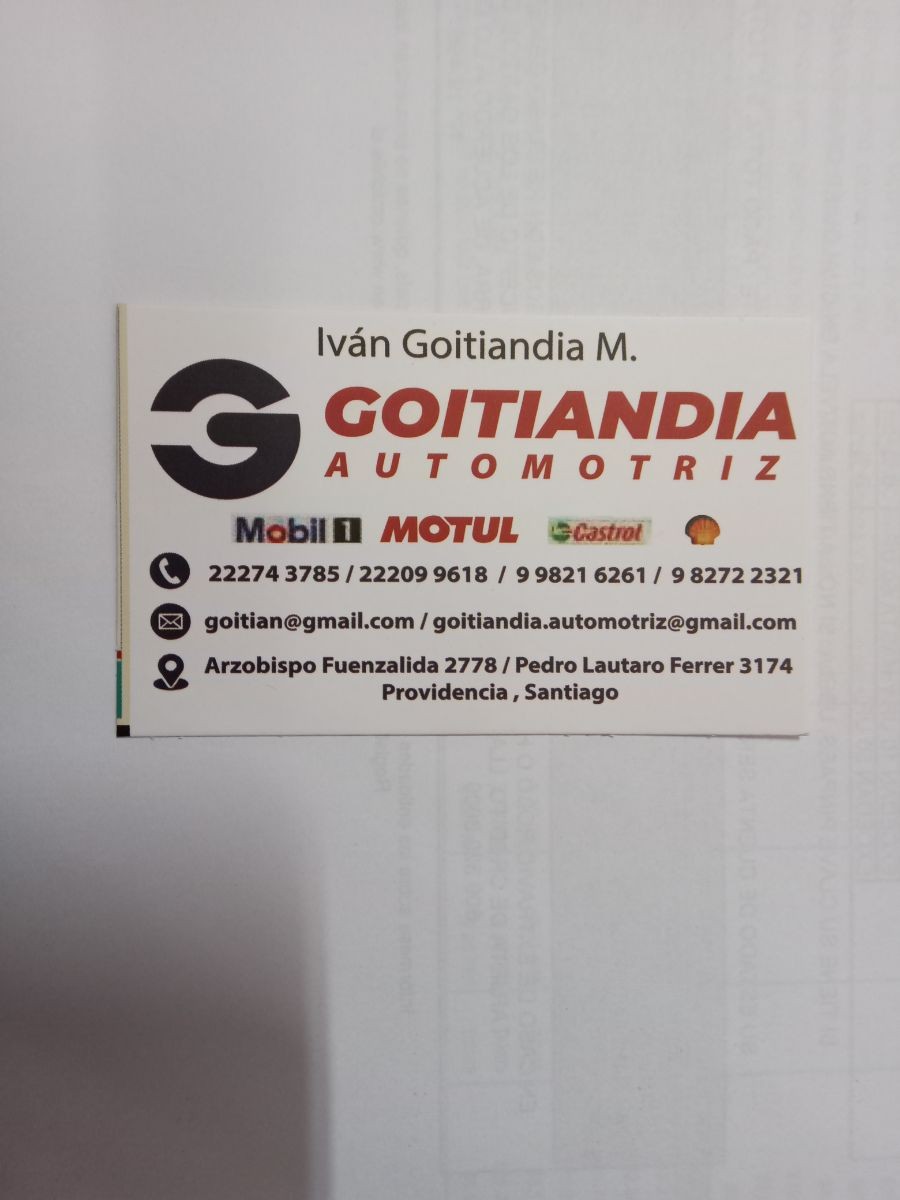 Iván Goitiandia M.
GOITIANDIA
AUTOMOTRIZ
Mobil 1 MOTUL Castrol
22274 3785 / 22209 9618 / 9 9821 6261 / 9 8272 2321
goitian@gmail.com / goitiandia.automotriz@gmail.com
Arzobispo Fuenzalida 2778 / Pedro Lautaro Ferrer 3174
Providencia , Santiago